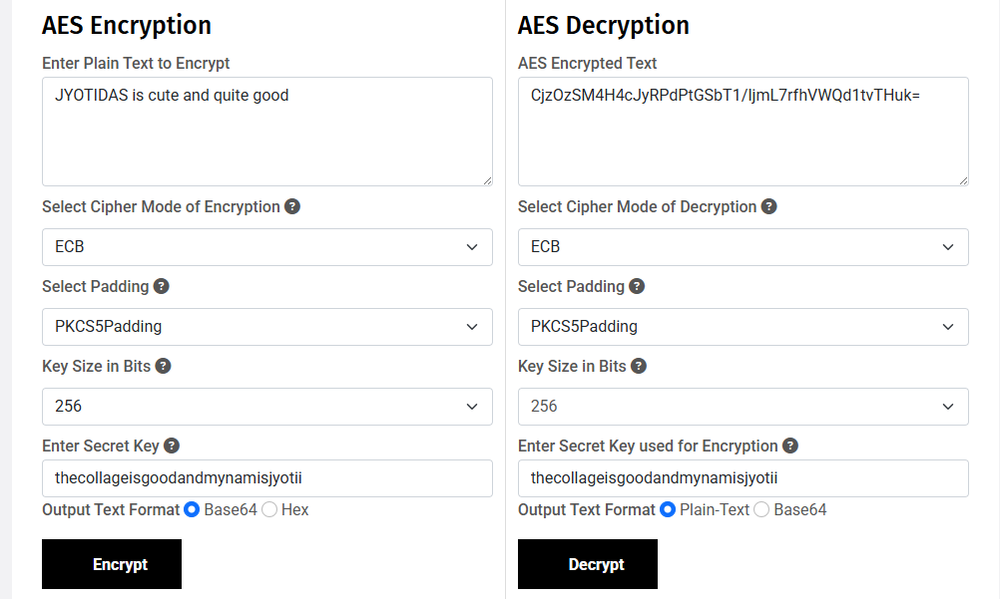 AES Encryption
Enter Plain Text to Encrypt
JYOTIDAS is cute and quite good
Select Cipher Mode of Encryption ?
ECB
Select Padding ?
PKCS5Padding
Key Size in Bits ?
256
Enter Secret Key ?
thecollageisgoodandmynamisjyotii
Output Text Format Base64 Hex
Encrypt
AES Decryption
AES Encrypted Text
CjzOzSM4H4cJyRPdPtGSbT1/ljmL7rfhVWQd1tvTHuk=
Select Cipher Mode of Decryption ?
ECB
Select Padding ?
PKCS5Padding
Key Size in Bits ?
256
Enter Secret Key used for Encryption ?
thecollageisgoodandmynamisjyotii
Output Text Format Plain-Text Base64
Decrypt